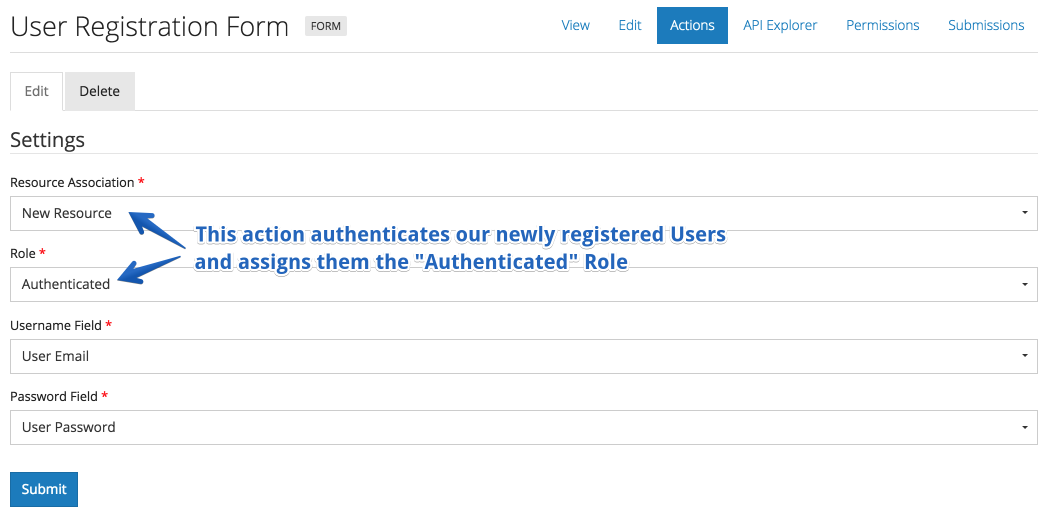 User Registration Form FORM View Edit Actions API Explorer Permissions Submissions
Edit Delete
Settings
Resource Association *
New Resource
This action authenticates our newly registered Users
and assigns them the "Authenticated" Role
Role *
Authenticated
Username Field *
User Email
Password Field *
User Password
Submit